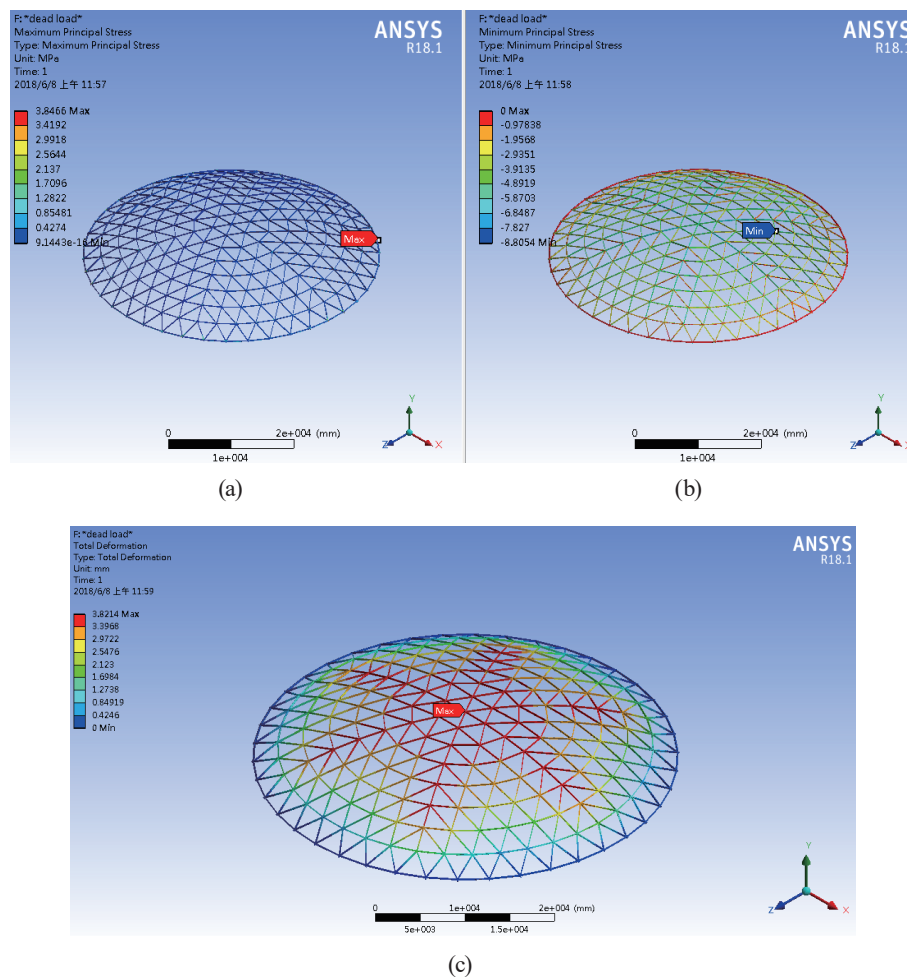 F: *dead load*
Maximum Principal Stress
Type: Maximum Principal Stress
Unit: MPa
Time: 1
2018/6/8 上午 11:57
ANSYS
R18.1
3.8466 Max
3.4192
2.9918
2.5644
2.137
1.7096
1.2822
0.85481
0.4274
9.1443e-16 Min
Max
0
2e+004 (mm)
1e+004
Y
Z
X
(a)
F: *dead load*
Minimum Principal Stress
Type: Minimum Principal Stress
Unit: MPa
Time: 1
2018/6/8 上午 11:58
ANSYS
R18.1
0 Max
-0.97838
-1.9568
-2.9351
-3.9135
-4.8919
-5.8703
-6.8487
-7.827
-8.8054 Min
Min
0
2e+004 (mm)
1e+004
Y
Z
X
(b)
F: *dead load*
Total Deformation
Type: Total Deformation
Unit: mm
Time: 1
2018/6/8 上午 11:59
ANSYS
R18.1
3.8214 Max
3.3968
2.9722
2.5476
2.123
1.6984
1.2738
0.84919
0.4246
0 Min
Max
0
1e+004
2e+004 (mm)
5e+003
1.5e+004
Y
Z
X
(c)